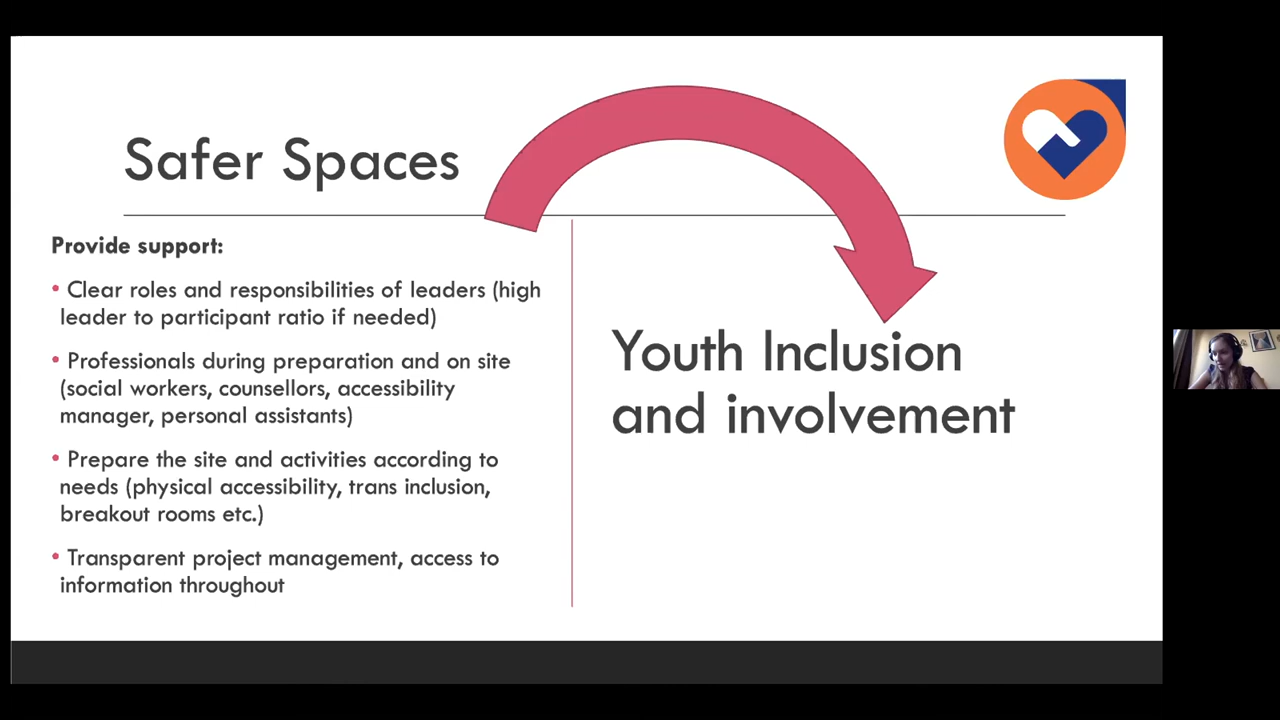 Safer Spaces
Provide support:
• Clear roles and responsibilities of leaders (high
leader to participant ratio if needed)
• Professionals during preparation and on site
(social workers, counsellors, accessibility
manager, personal assistants)
• Prepare the site and activities according to
needs (physical accessibility, trans inclusion,
breakout rooms etc.)
• Transparent project management, access to
information throughout
Youth Inclusion
and involvement